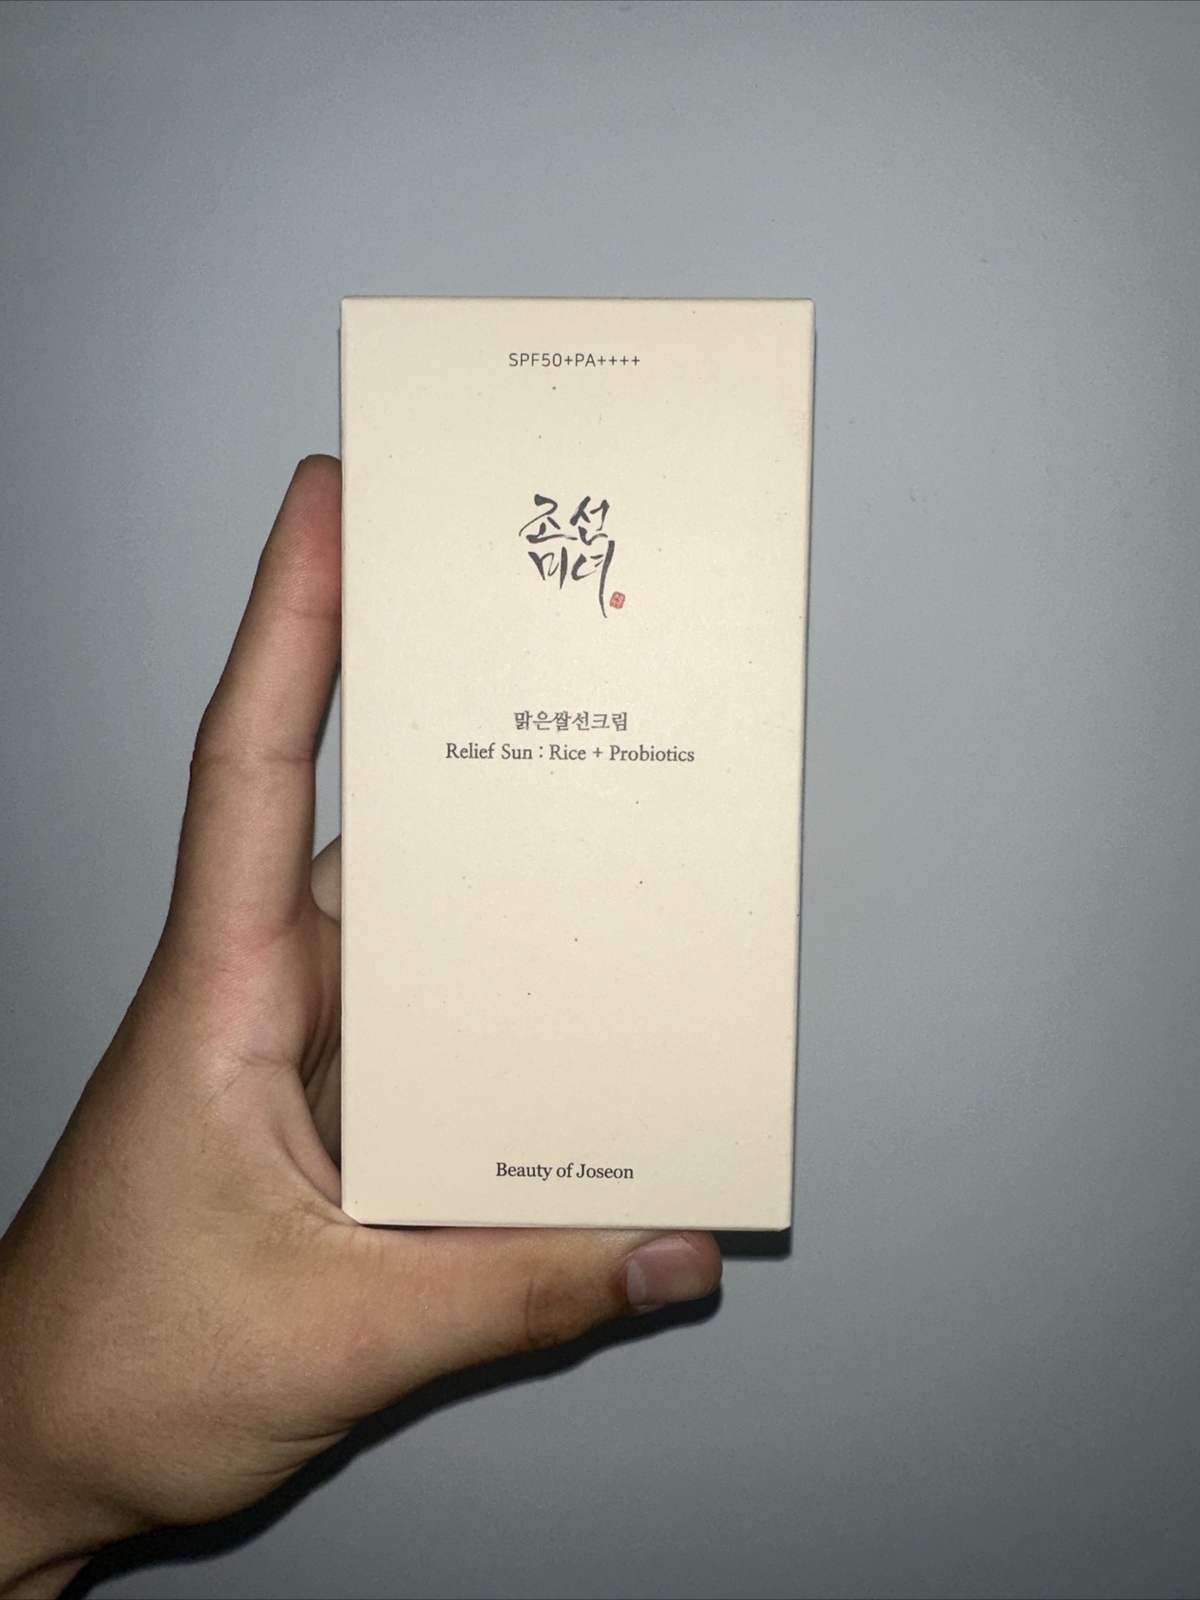 SPF50+PA++++
조선
미녀
맑은쌀선크림
Relief Sun : Rice + Probiotics
Beauty of Joseon